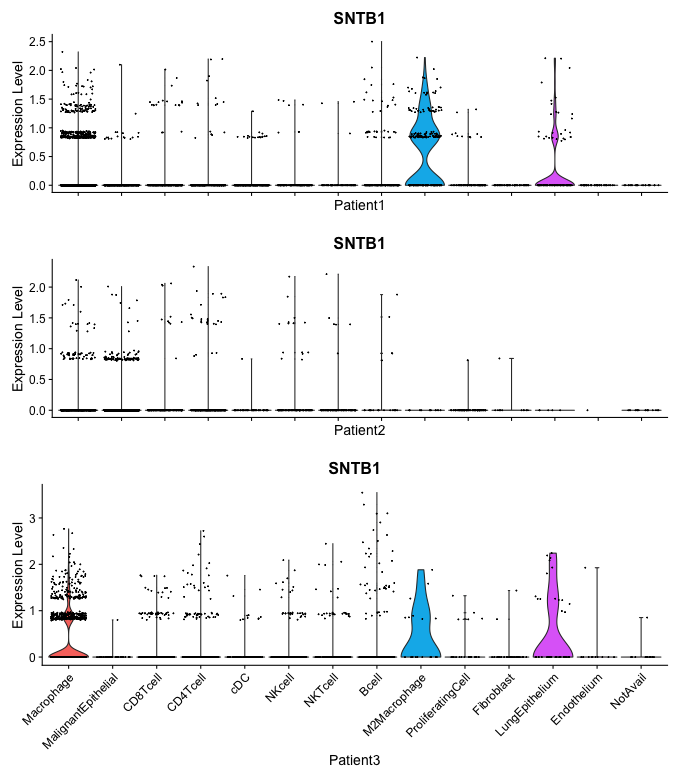 SNTB1
Expression Level
2.5
2.0
1.5
1.0
0.5
0.0
Patient1
SNTB1
Expression Level
2.0
1.5
1.0
0.5
0.0
Patient2
SNTB1
Expression Level
3
2
1
0
Macrophage
MalignantEpithelial
CD8Tcell
CD4Tcell
cDC
NKcell
NKTcell
Bcell
M2Macrophage
ProliferatingCell
Fibroblast
LungEpithelium
Endothelium
NotAvail
Patient3